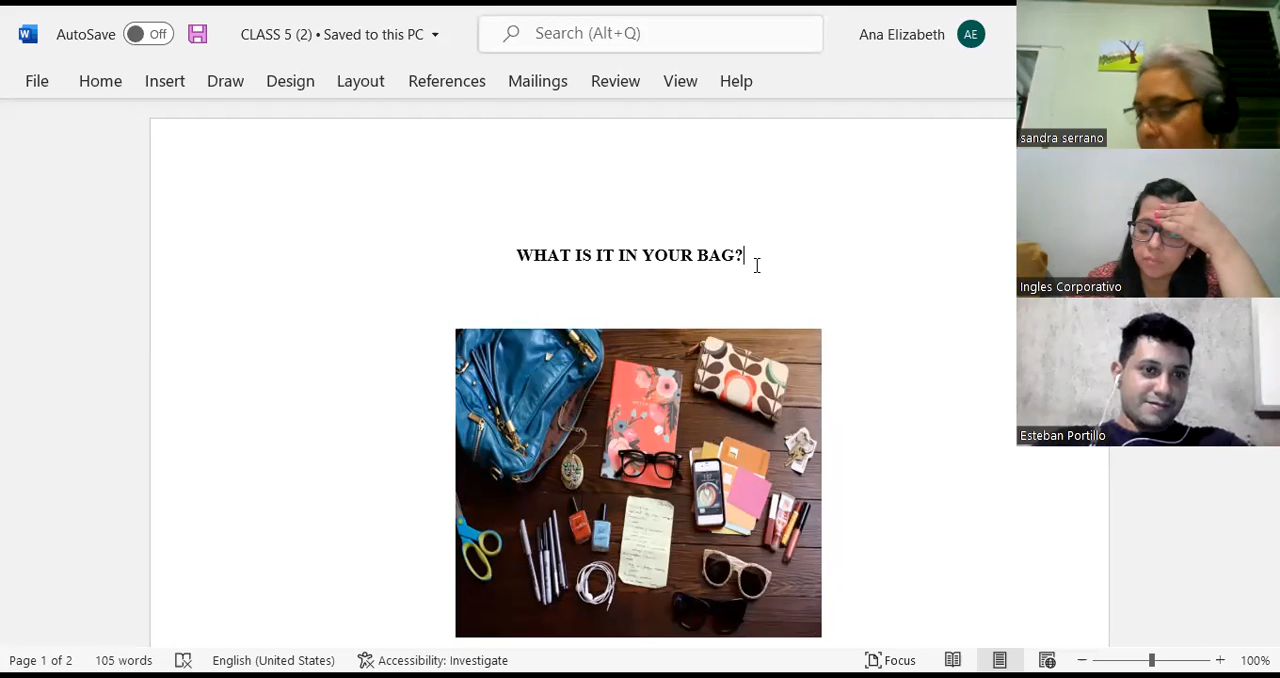 AutoSave Off CLASS 5 (2) • Saved to this PC Search (Alt+Q) Ana Elizabeth AE
File Home Insert Draw Design Layout References Mailings Review View Help
sandra serrano
WHAT IS IT IN YOUR BAG?
Ingles Corporativo
Esteban Portillo
Page 1 of 2 105 words English (United States) Accessibility: Investigate Focus 100%